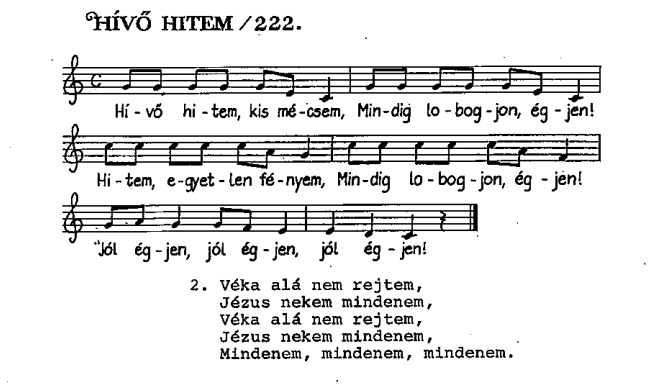 HÍVŐ HITEM /222.
Hí - vő hi - tem, kis mé - csem, Min - dig lo - bog - jon, ég - jen!
Hi - tem, e - gyet - len fé - nyem, Min - dig lo - bog - jon, ég - jen!
Jól ég - jen, jól ég - jen, jól ég - jen!
2. Véka alá nem rejtem,
Jézus nekem mindenem,
Véka alá nem rejtem,
Jézus nekem mindenem,
Mindenem, mindenem, mindenem.